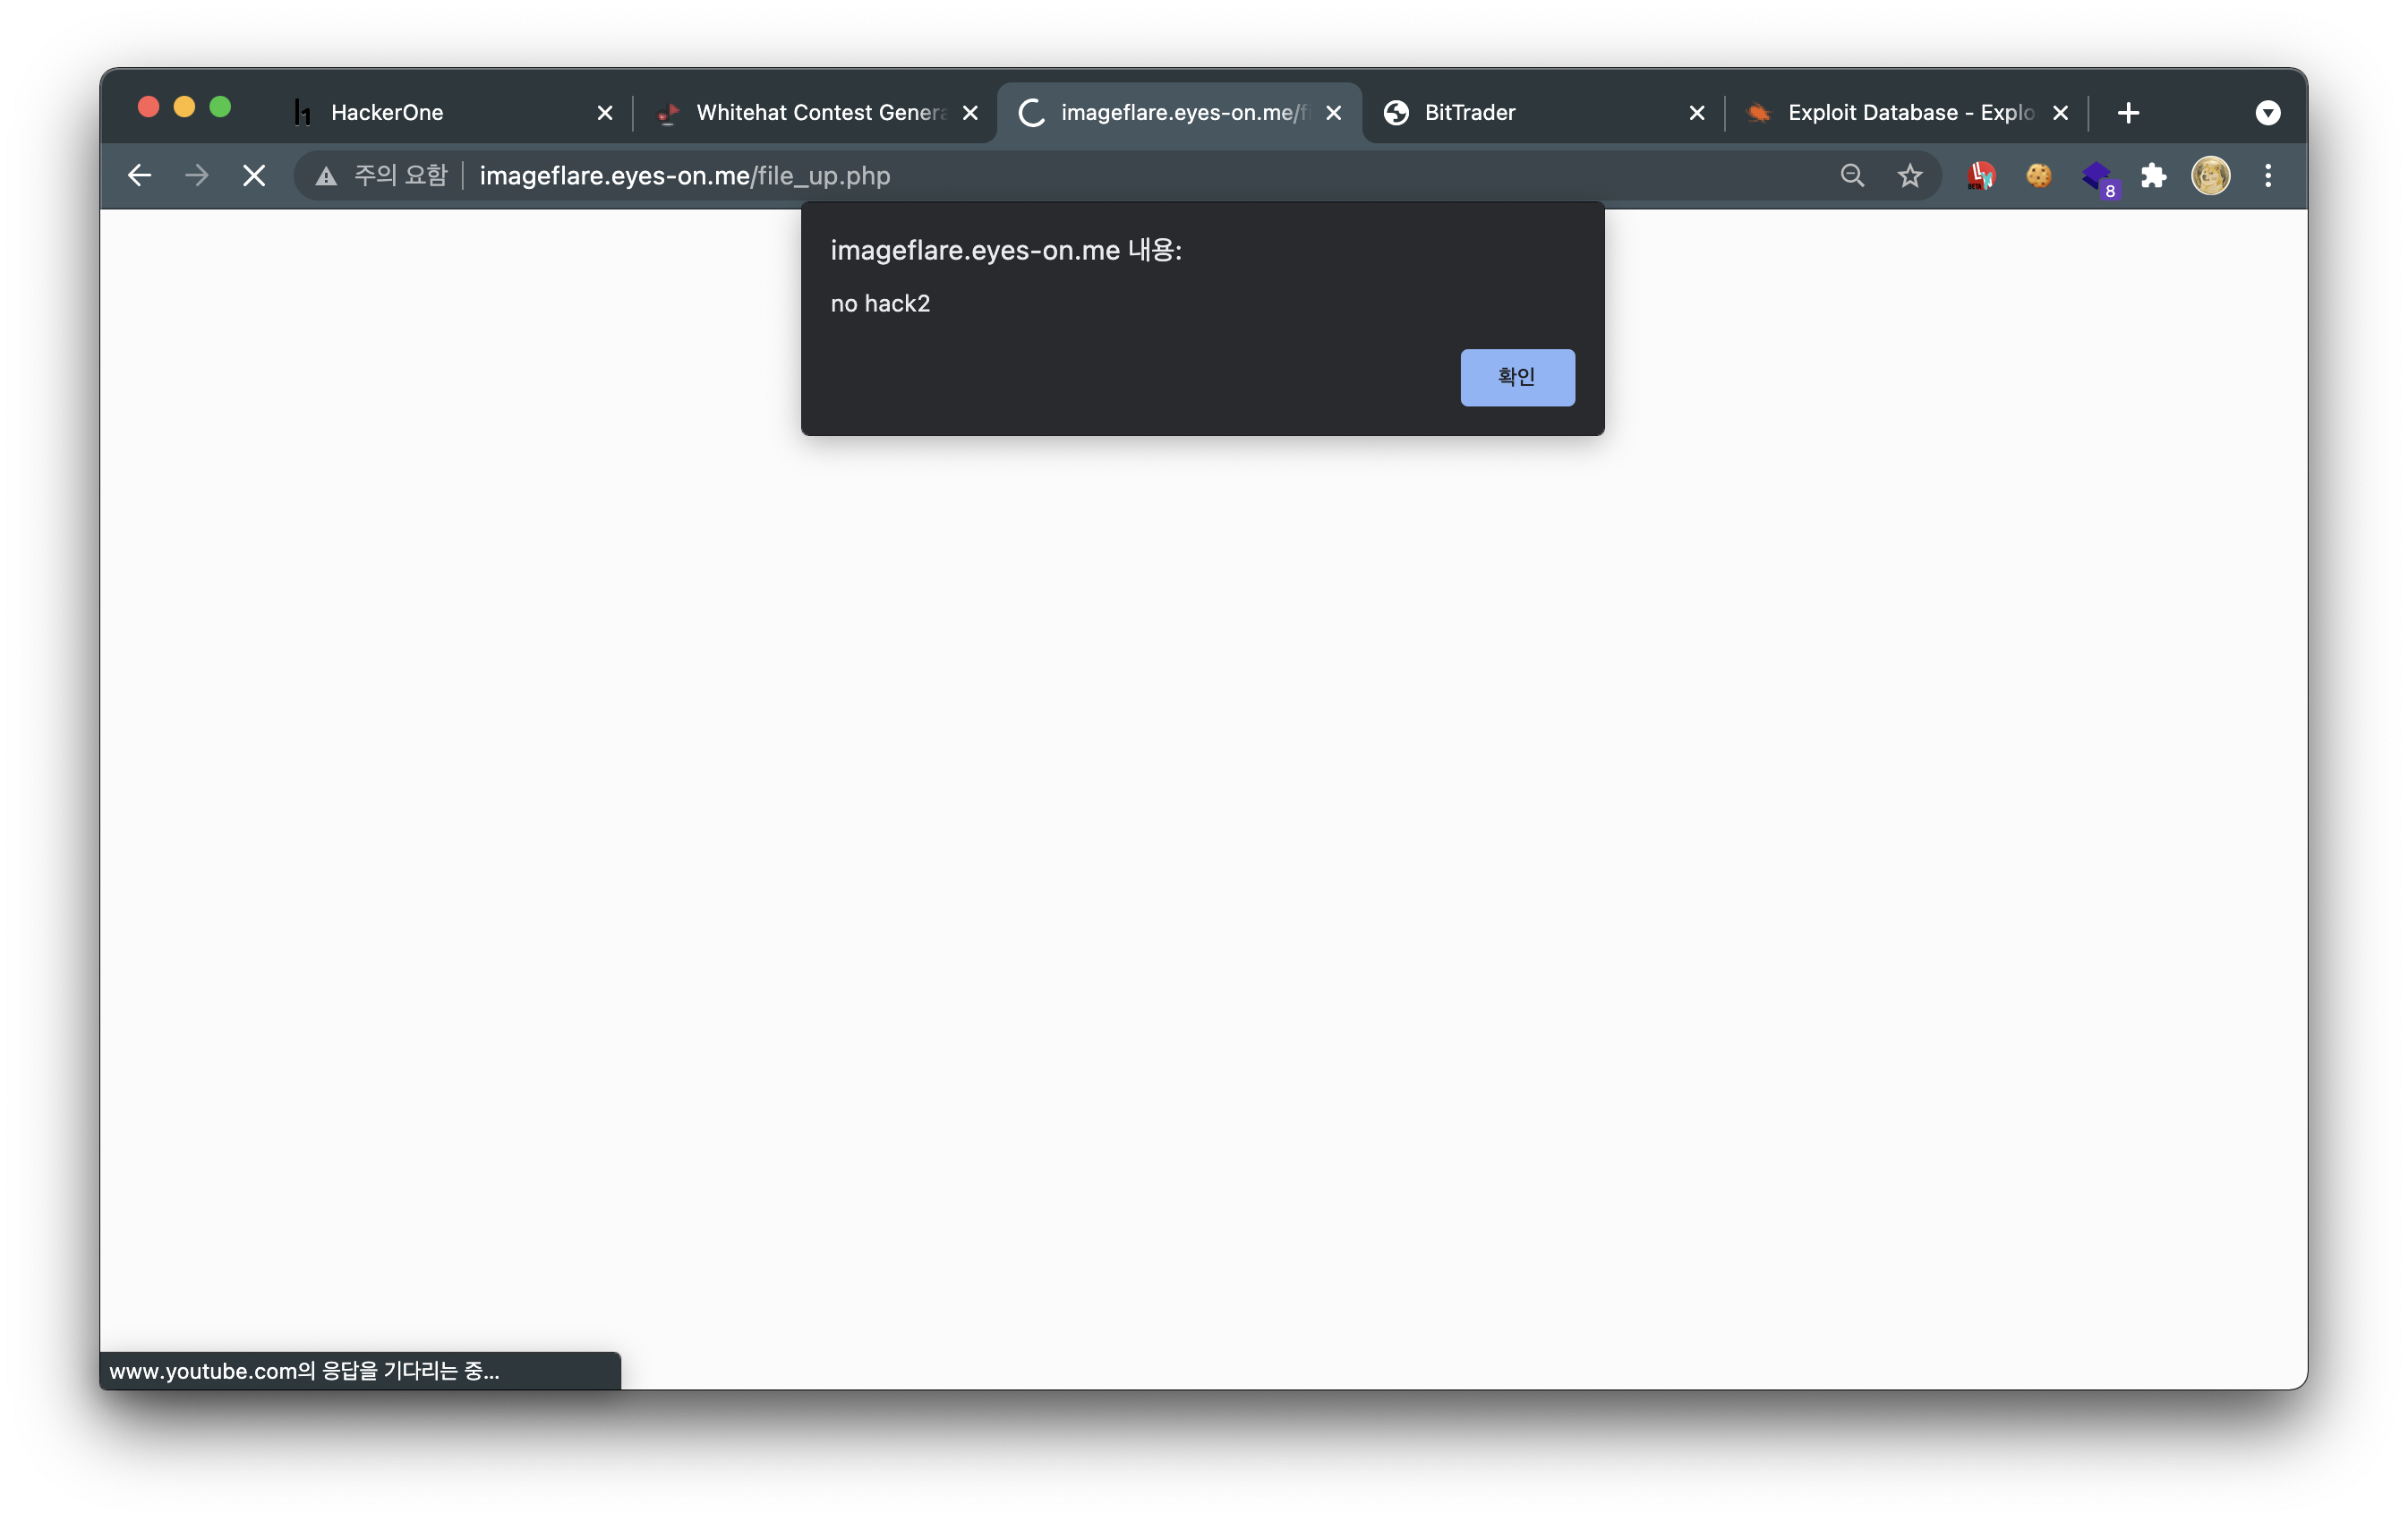 HackerOne
Whitehat Contest Genera
imageflare.eyes-on.me/fi
BitTrader
Exploit Database - Explo
주의 요함
imageflare.eyes-on.me/file_up.php
BETA
8
imageflare.eyes-on.me 내용:
no hack2
확인
www.youtube.com의 응답을 기다리는 중...